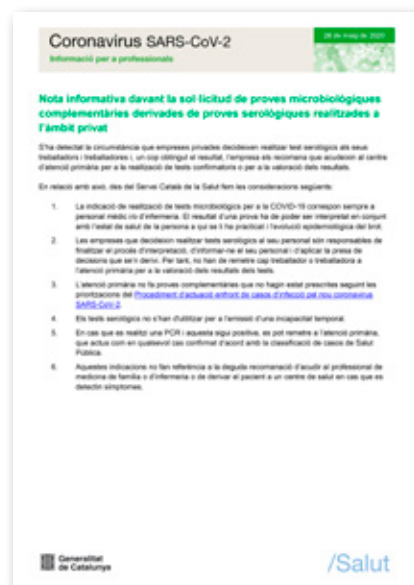 Coronavirus SARS-CoV-2
Informació per a professionals
28 de maig de 2020
Nota informativa davant la sol·licitud de proves microbiològiques
complementàries derivades de proves serològiques realitzades a
l'àmbit privat
S'ha detectat la circumstància que empreses privades decideixen realitzar test serològics als seus
treballadors i treballadores i, un cop obtingut el resultat, l'empresa els recomana que acudeixin al centre
d'atenció primària per a la realització de tests confirmatoris o per a la valoració dels resultats.
En relació amb això, des del Servei Català de la Salut fem les consideracions següents:
1. La indicació de realització de tests microbiològics per a la COVID-19 correspon sempre a
personal mèdic i/o d'infermeria. El resultat d'una prova ha de poder ser interpretat en conjunt
amb l'estat de salut de la persona a qui se li ha practicat i l'evolució epidemiològica del brot.
2. Les empreses que decideixin realitzar tests serològics al seu personal són responsables de
finalitzar el procés d'interpretació, d'informar-ne el seu personal i d'aplicar la presa de
decisions que se'n derivi. Per tant, no han de remetre cap treballador o treballadora a
l'atenció primària per a la valoració dels resultats dels tests.
3. L'atenció primària no fa proves complementàries que no hagin estat prescrites seguint les
prioritzacions del Procediment d'actuació enfront de casos d'infecció pel nou coronavirus
SARS-CoV-2.
4. Els tests serològics no s'han d'utilitzar per a l'emissió d'una incapacitat temporal.
5. En cas que es realitzi una PCR i aquesta sigui positiva, es pot remetre a l'atenció primària,
que actua com en qualsevol cas confirmat d'acord amb la classificació de casos de Salut
Pública.
6. Aquestes indicacions no fan referència a la deguda recomanació d'acudir al professional de
medicina de família o d'infermeria o de derivar el pacient a un centre de salut en cas que es
detectin símptomes.
Generalitat
de Catalunya
/Salut